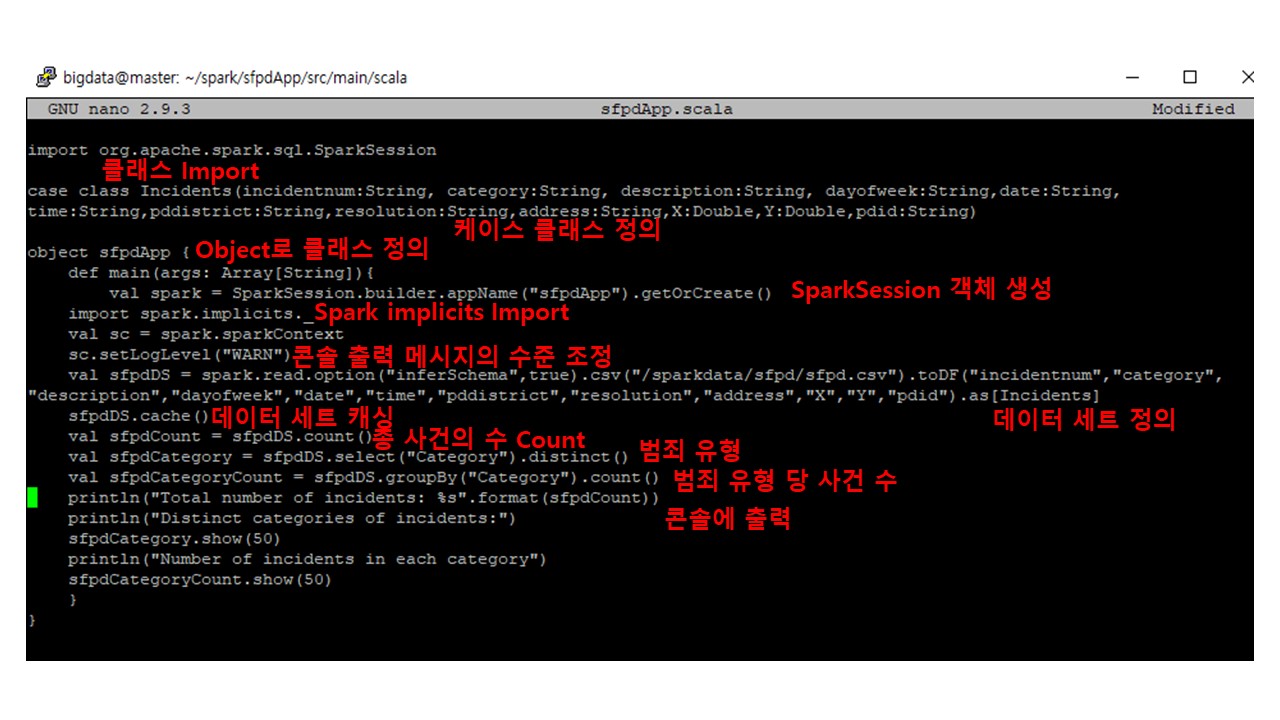 bigdata@master: ~/spark/sfpdApp/src/main/scala
GNU nano 2.9.3 sfpdApp.scala Modified
import org.apache.spark.sql.SparkSession
클래스 Import
case class Incidents(incidentnum:String, category:String, description:String, dayofweek:String,date:String,
time:String,pddistrict:String,resolution:String,address:String,X:Double,Y:Double,pdid:String)
케이스 클래스 정의
object sfpdApp { Object로 클래스 정의
def main(args: Array[String]){
val spark = SparkSession.builder.appName("sfpdApp").getOrCreate() SparkSession 객체 생성
import spark.implicits._ Spark implicits Import
val sc = spark.sparkContext
sc.setLogLevel("WARN") 콘솔 출력 메시지의 수준 조정
val sfpdDS = spark.read.option("inferSchema",true).csv("/sparkdata/sfpd/sfpd.csv").toDF("incidentnum","category",
"description","dayofweek","date","time","pddistrict","resolution","address","X","Y","pdid").as[Incidents]
sfpdDS.cache() 데이터 세트 캐싱 데이터 세트 정의
val sfpdCount = sfpdDS.count() 총 사건의 수 Count
val sfpdCategory = sfpdDS.select("Category").distinct() 범죄 유형
val sfpdCategoryCount = sfpdDS.groupBy("Category").count() 범죄 유형 당 사건 수
println("Total number of incidents: %s".format(sfpdCount))
println("Distinct categories of incidents:") 콘솔에 출력
sfpdCategory.show(50)
println("Number of incidents in each category")
sfpdCategoryCount.show(50)
}
}